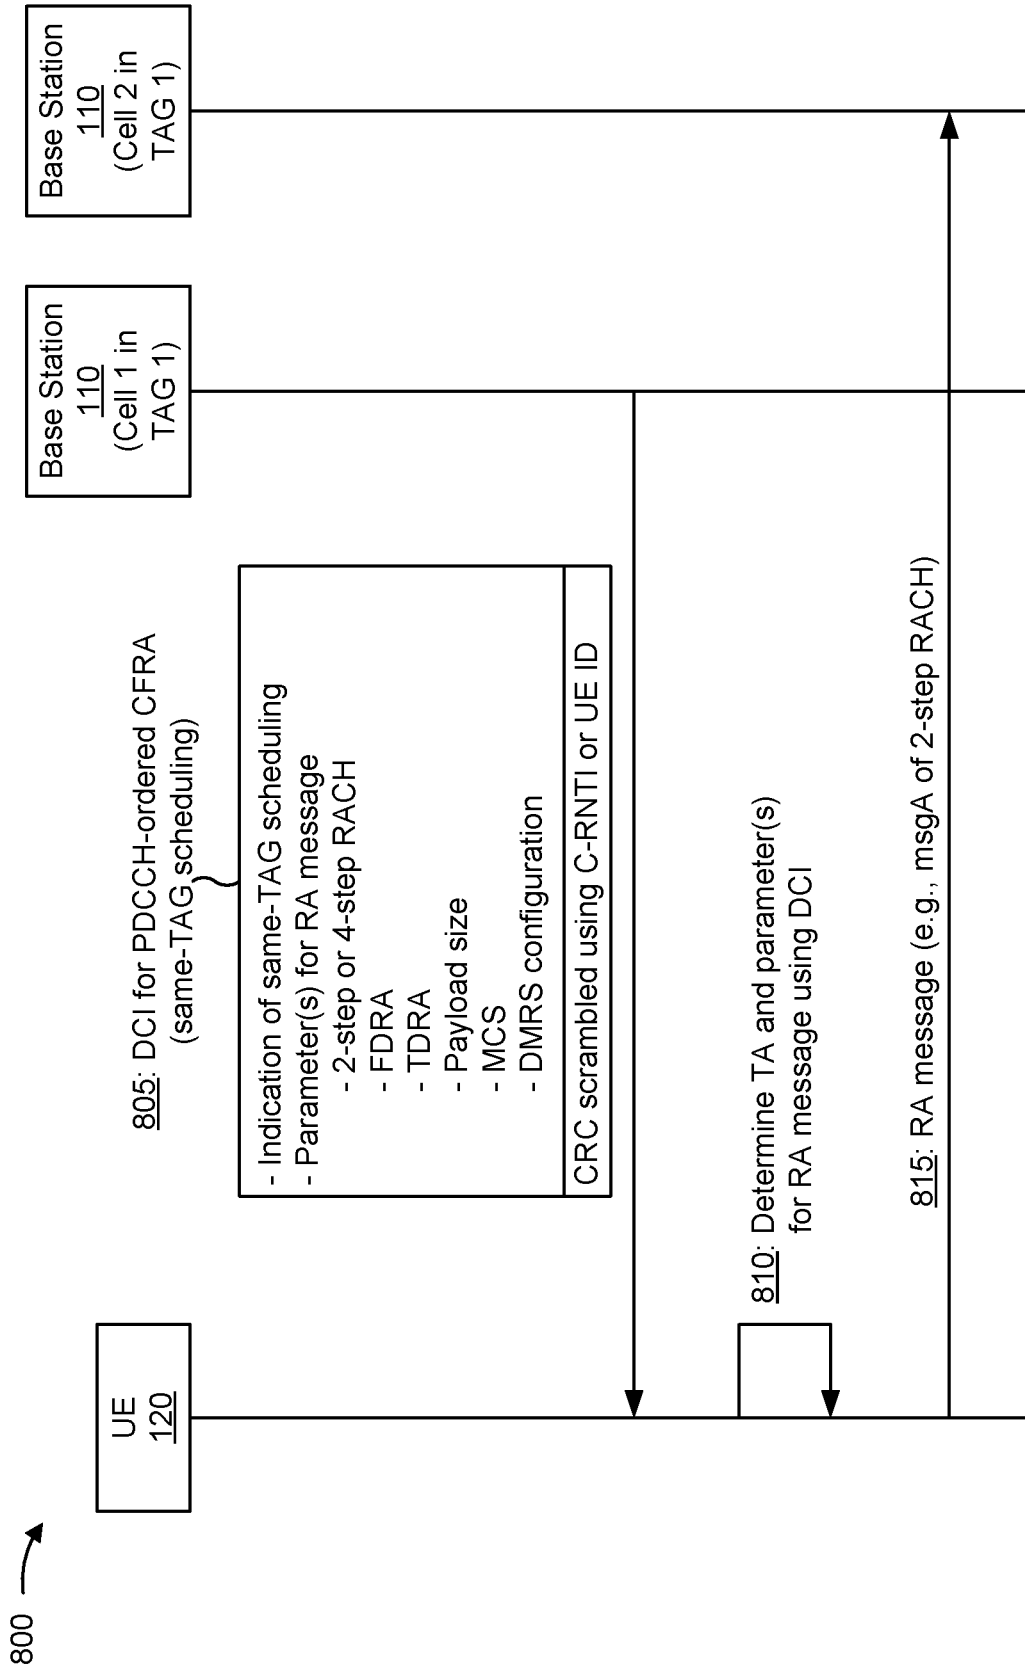 800
UE
120
Base Station
110
(Cell 1 in
TAG 1)
Base Station
110
(Cell 2 in
TAG 1)
805: DCI for PDCCH-ordered CFRA
(same-TAG scheduling)
- Indication of same-TAG scheduling
- Parameter(s) for RA message
- 2-step or 4-step RACH
- FDRA
- TDRA
- Payload size
- MCS
- DMRS configuration
CRC scrambled using C-RNTI or UE ID
810: Determine TA and parameter(s)
for RA message using DCI
815: RA message (e.g., msgA of 2-step RACH)